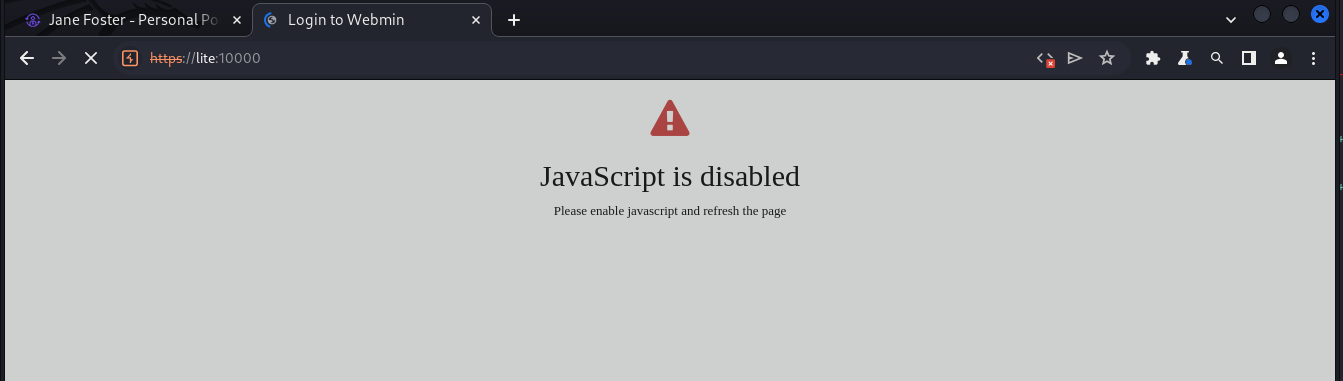 Jane Foster - Personal Po
Login to Webmin
https://lite:10000
JavaScript is disabled
Please enable javascript and refresh the page